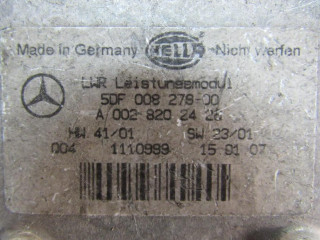 Made in Germany HELLA Nicht werfen
LWR Leistungsmodul
5DF 008 278-00
A 002 820 24 26
HW 41/01 SW 23/01
004 1110999 15 01 07